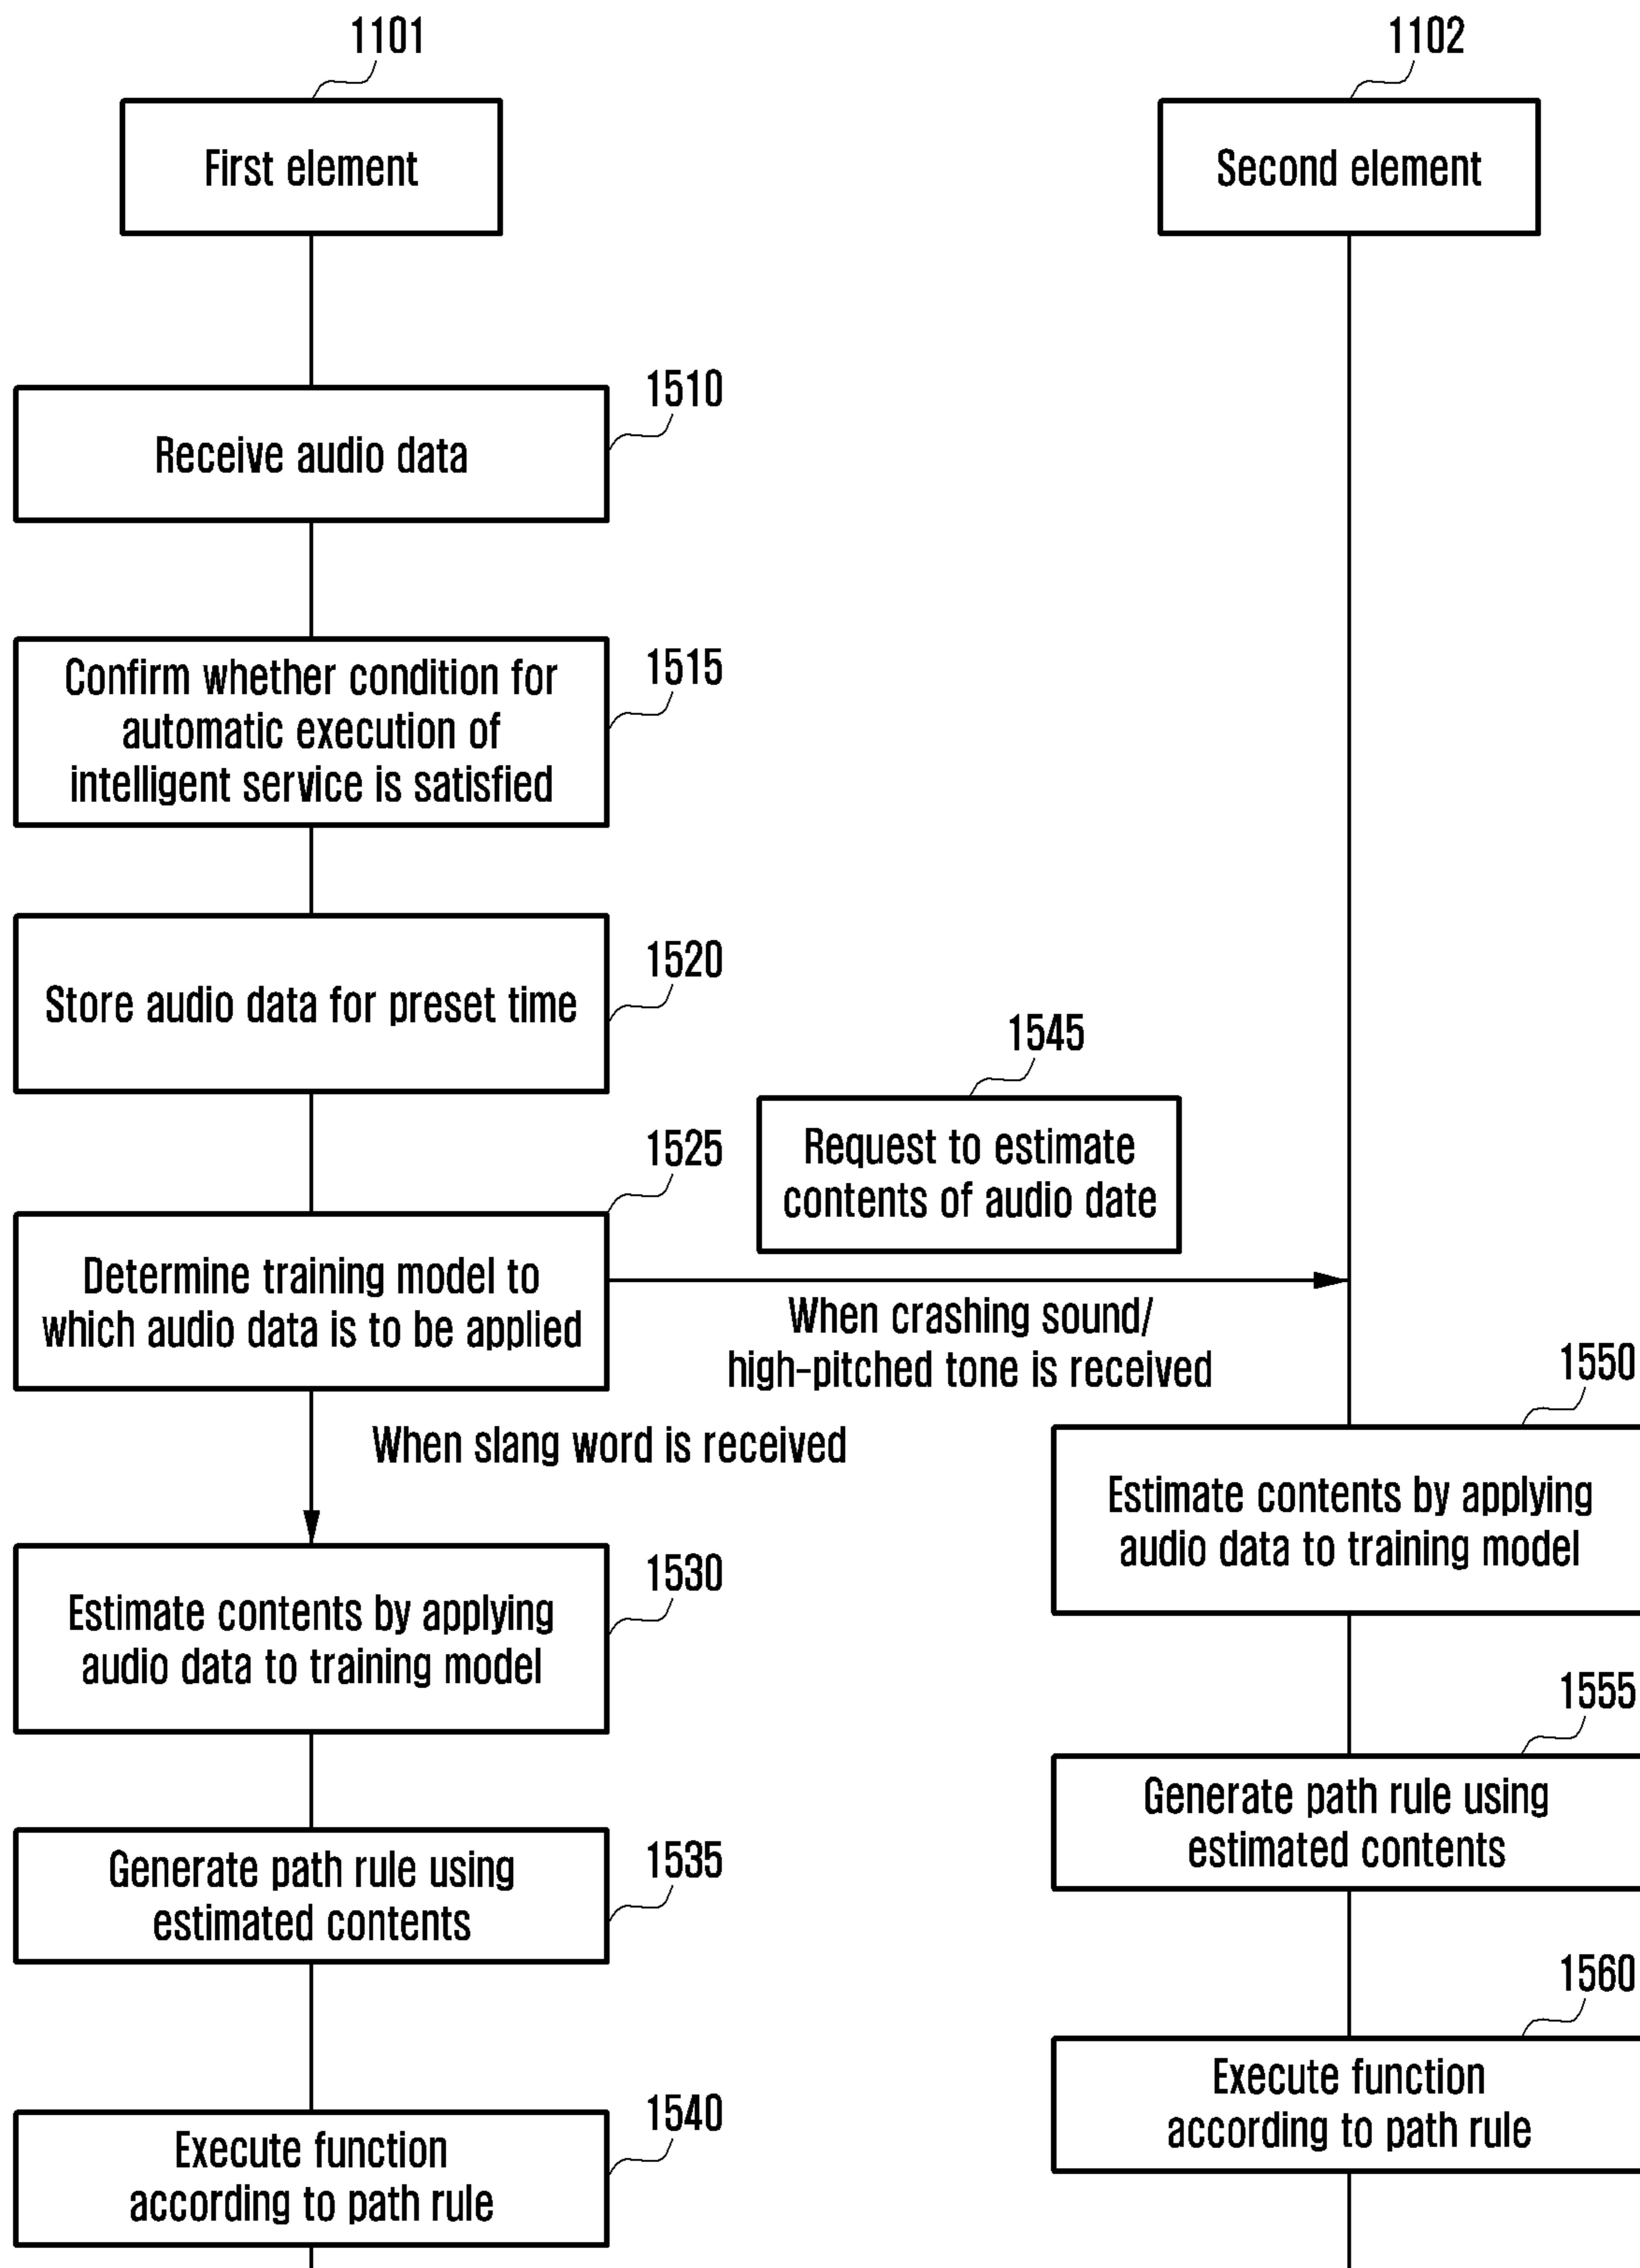 1101
First element
1102
Second element
1510
Receive audio data
1515
Confirm whether condition for
automatic execution of
intelligent service is satisfied
1520
Store audio data for preset time
1545
Request to estimate
contents of audio date
1525
Determine training model to
which audio data is to be applied
When crashing sound/
high-pitched tone is received
When slang word is received
1550
Estimate contents by applying
audio data to training model
1530
Estimate contents by applying
audio data to training model
1555
Generate path rule using
estimated contents
1535
Generate path rule using
estimated contents
1560
Execute function
according to path rule
1540
Execute function
according to path rule